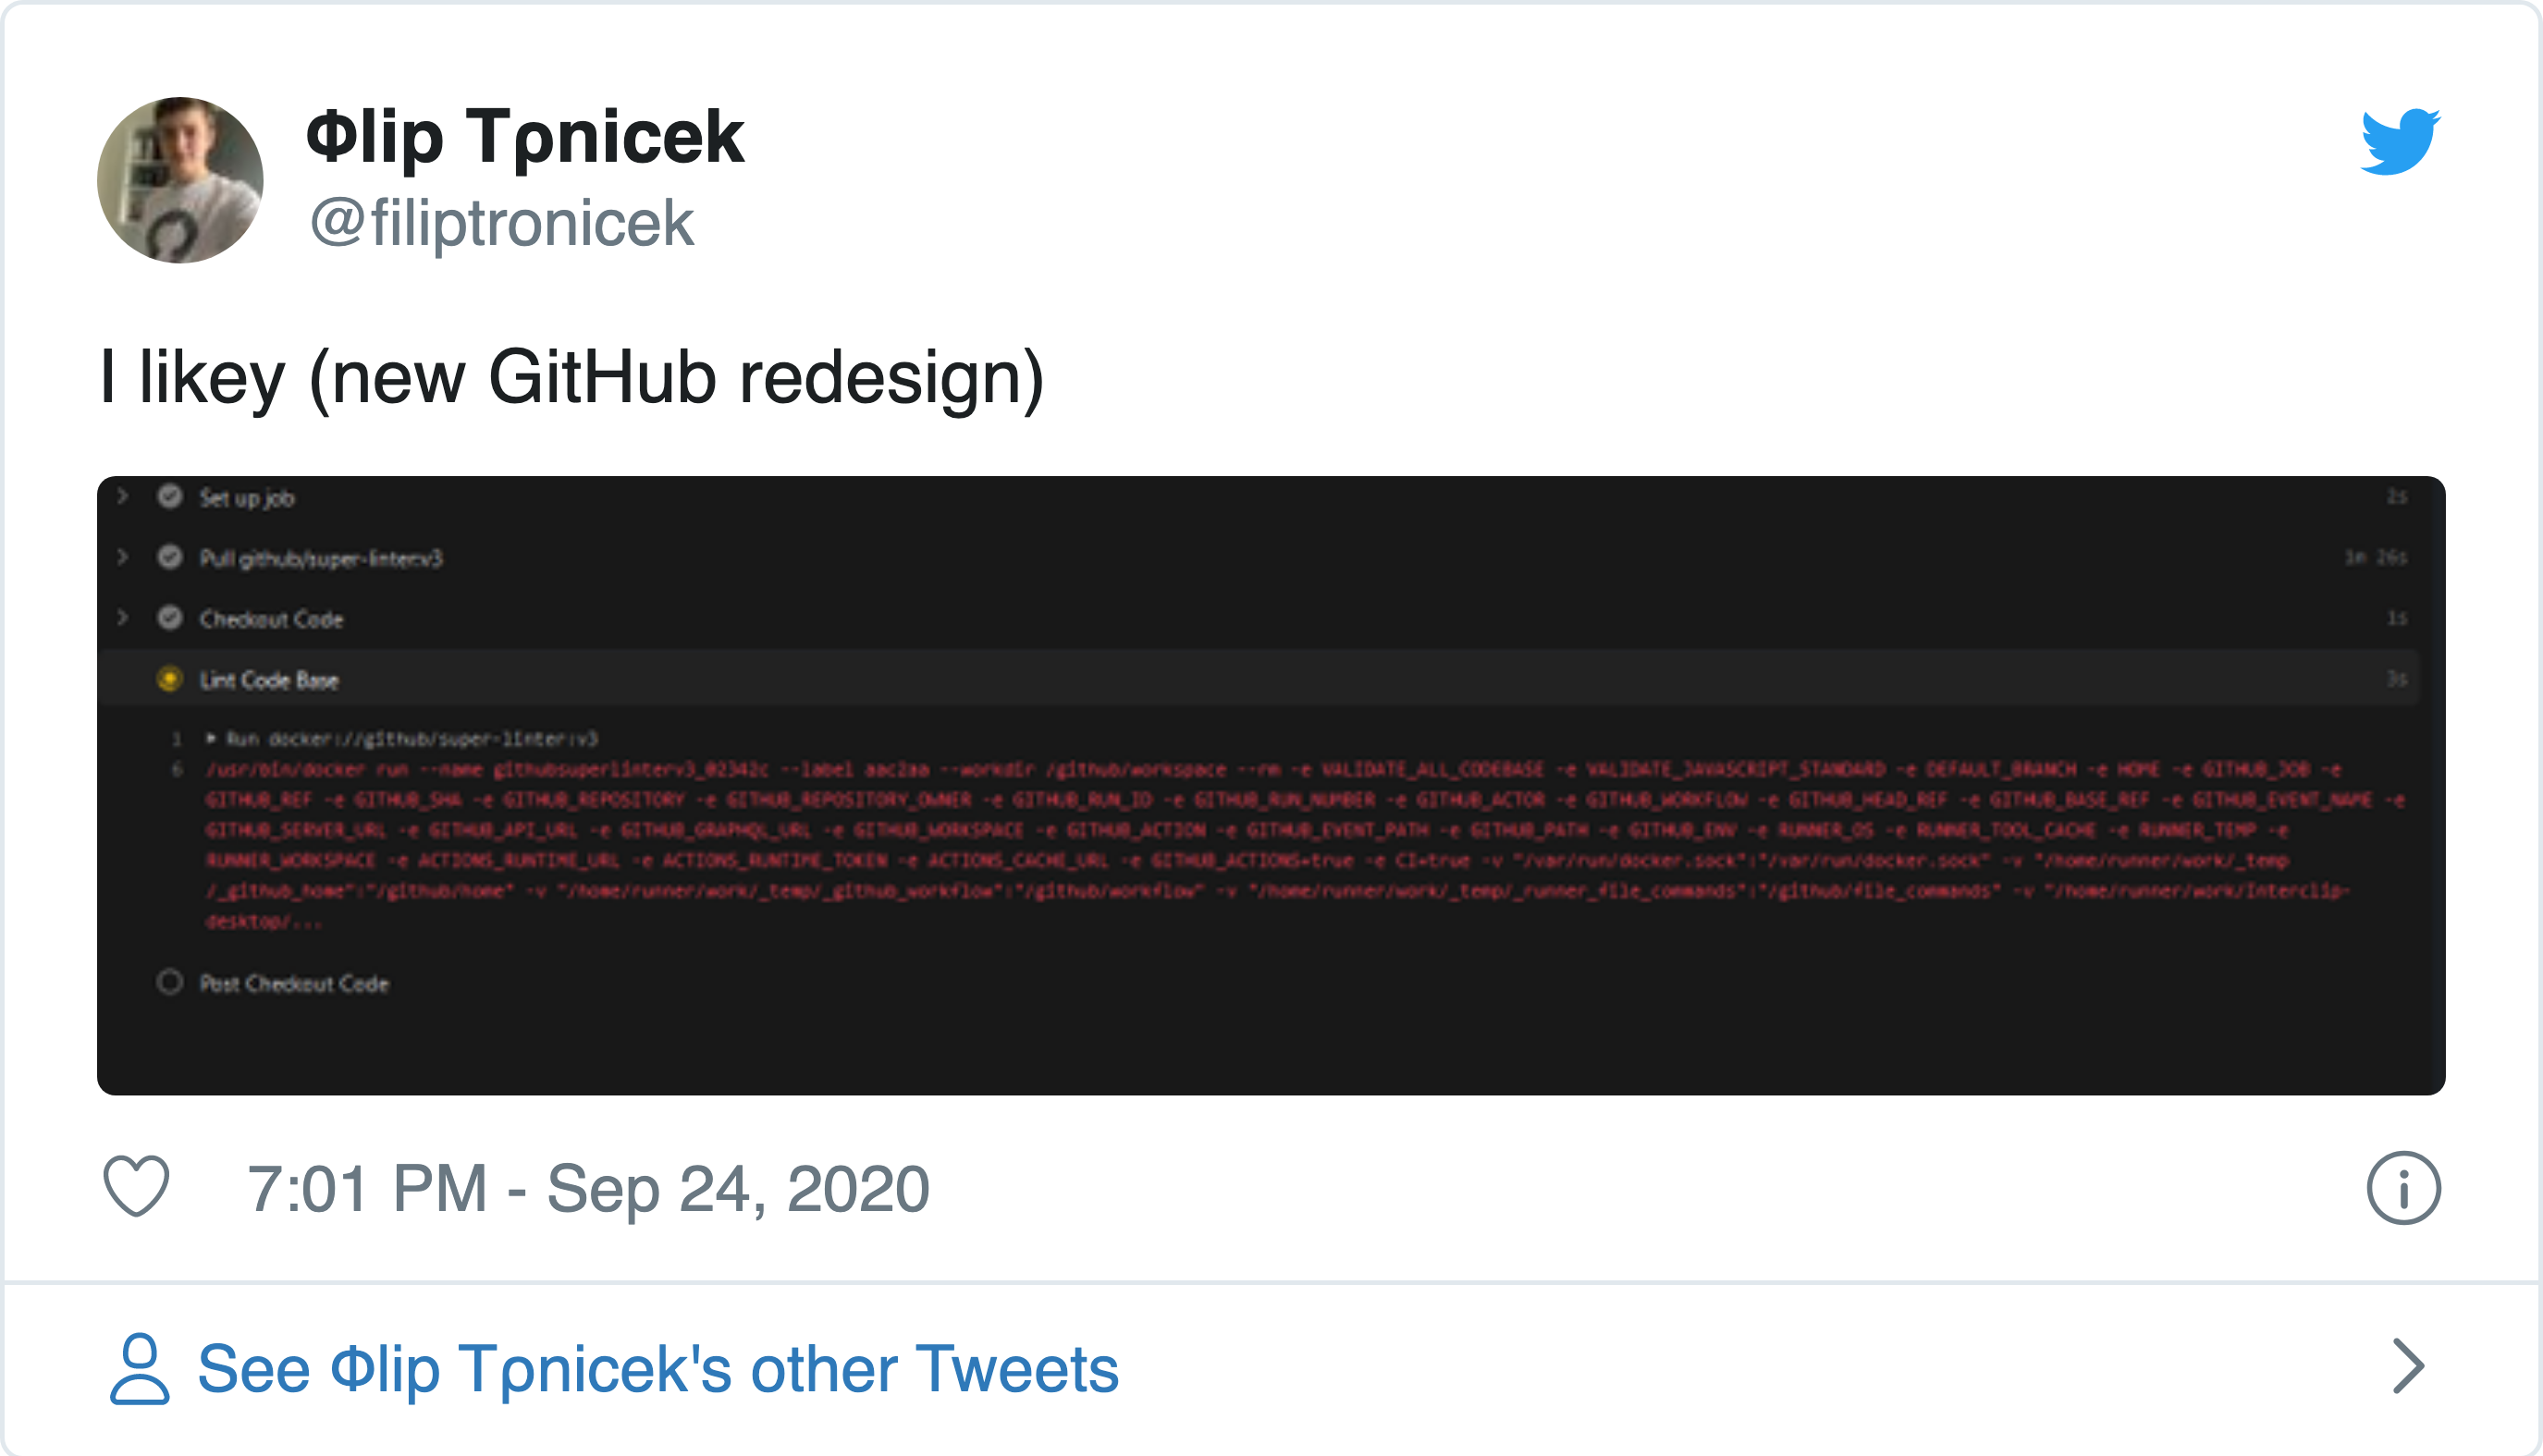 Φlip Tρnicek
@filiptronicek
I likey (new GitHub redesign)
Set up job 2s
Pull github/super-linter:v3 1m 26s
Checkout Code 1s
Lint Code Base 3s
1 ▸ Run docker://github/super-linter:v3
6 /usr/bin/docker run --name githubsuperlinterv3_02342c --label aac2aa --workdir /github/workspace --rm -e VALIDATE_ALL_CODEBASE -e VALIDATE_JAVASCRIPT_STANDARD -e DEFAULT_BRANCH -e HOME -e GITHUB_JOB -e
GITHUB_REF -e GITHUB_SHA -e GITHUB_REPOSITORY -e GITHUB_REPOSITORY_OWNER -e GITHUB_RUN_ID -e GITHUB_RUN_NUMBER -e GITHUB_ACTOR -e GITHUB_WORKFLOW -e GITHUB_HEAD_REF -e GITHUB_BASE_REF -e GITHUB_EVENT_NAME -e
GITHUB_SERVER_URL -e GITHUB_API_URL -e GITHUB_GRAPHQL_URL -e GITHUB_WORKSPACE -e GITHUB_ACTION -e GITHUB_EVENT_PATH -e GITHUB_PATH -e GITHUB_ENV -e RUNNER_OS -e RUNNER_TOOL_CACHE -e RUNNER_TEMP -e
RUNNER_WORKSPACE -e ACTIONS_RUNTIME_URL -e ACTIONS_RUNTIME_TOKEN -e ACTIONS_CACHE_URL -e GITHUB_ACTIONS=true -e CI=true -v "/var/run/docker.sock":"/var/run/docker.sock" -v "/home/runner/work/_temp
/_github_home":"/github/home" -v "/home/runner/work/_temp/_github_workflow":"/github/workflow" -v "/home/runner/work/_temp/_runner_file_commands":"/github/file_commands" -v "/home/runner/work/Interclip-
desktop/...
Post Checkout Code
7:01 PM - Sep 24, 2020
See Φlip Tρnicek's other Tweets